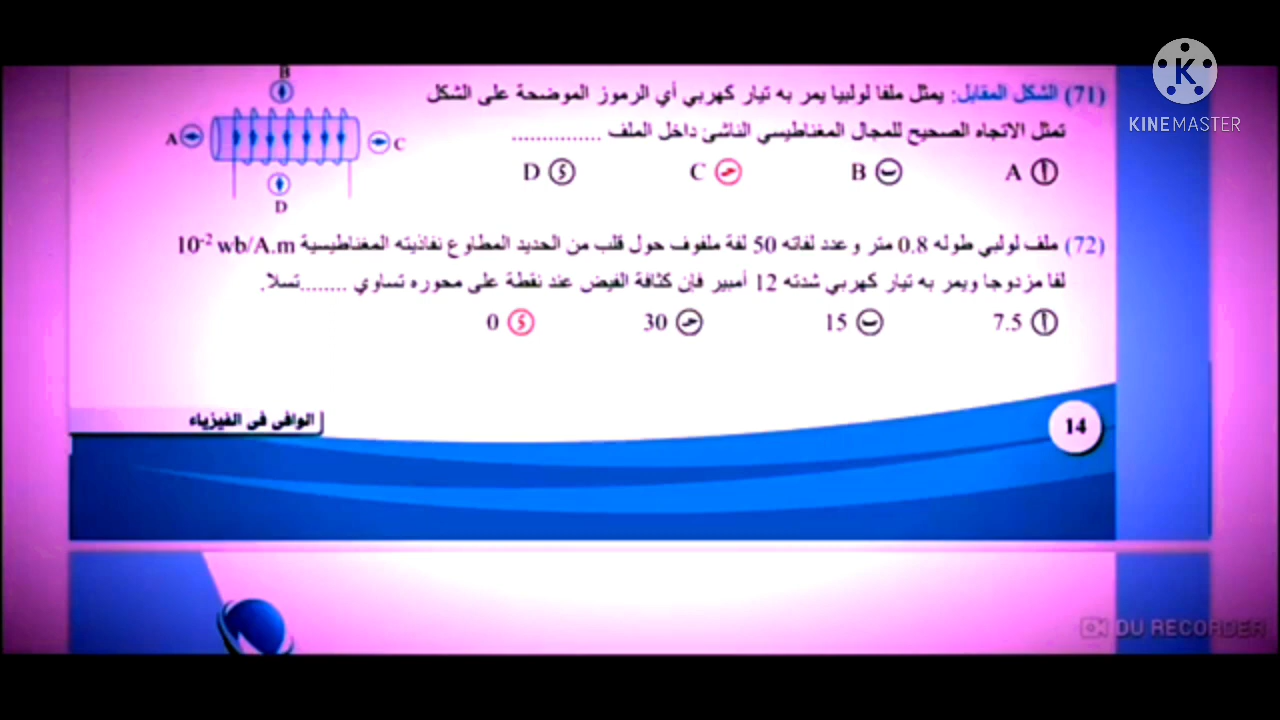 KINEMASTER
(71) الشكل المقابل: يمثل ملفا لولبيا يمر به تيار كهربي أي الرموز الموضحة على الشكل
تمثل الاتجاه الصحيح للمجال المغناطيسي الناشئ داخل الملف ...............
أ A ب B ج C د D
B
A
C
D
(72) ملف لولبي طوله 0.8 متر وعدد لفاته 50 لفة ملفوف حول قلب من الحديد المطاوع نفاذيته المغناطيسية 10⁻² wb/A.m
لفا مزدوجا ويمر به تيار كهربي شدته 12 أمبير فإن كثافة الفيض عند نقطة على محوره تساوي ........تسلا.
أ 7.5 ب 15 ج 30 د 0
الوافى فى الفيزياء
14
DU RECORDER